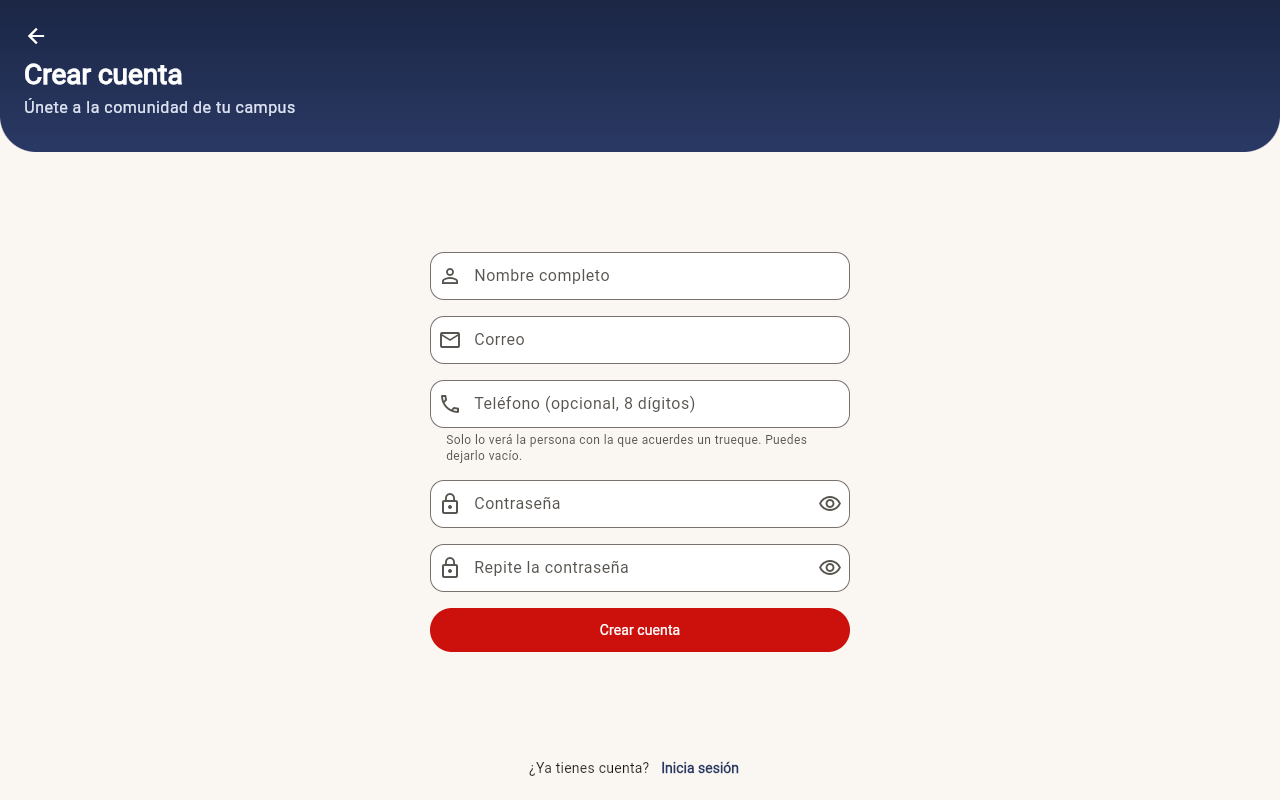 Crear cuenta
Únete a la comunidad de tu campus
Nombre completo
Correo
Teléfono (opcional, 8 dígitos)
Solo lo verá la persona con la que acuerdes un trueque. Puedes
dejarlo vacío.
Contraseña
Repite la contraseña
Crear cuenta
¿Ya tienes cuenta? Inicia sesión